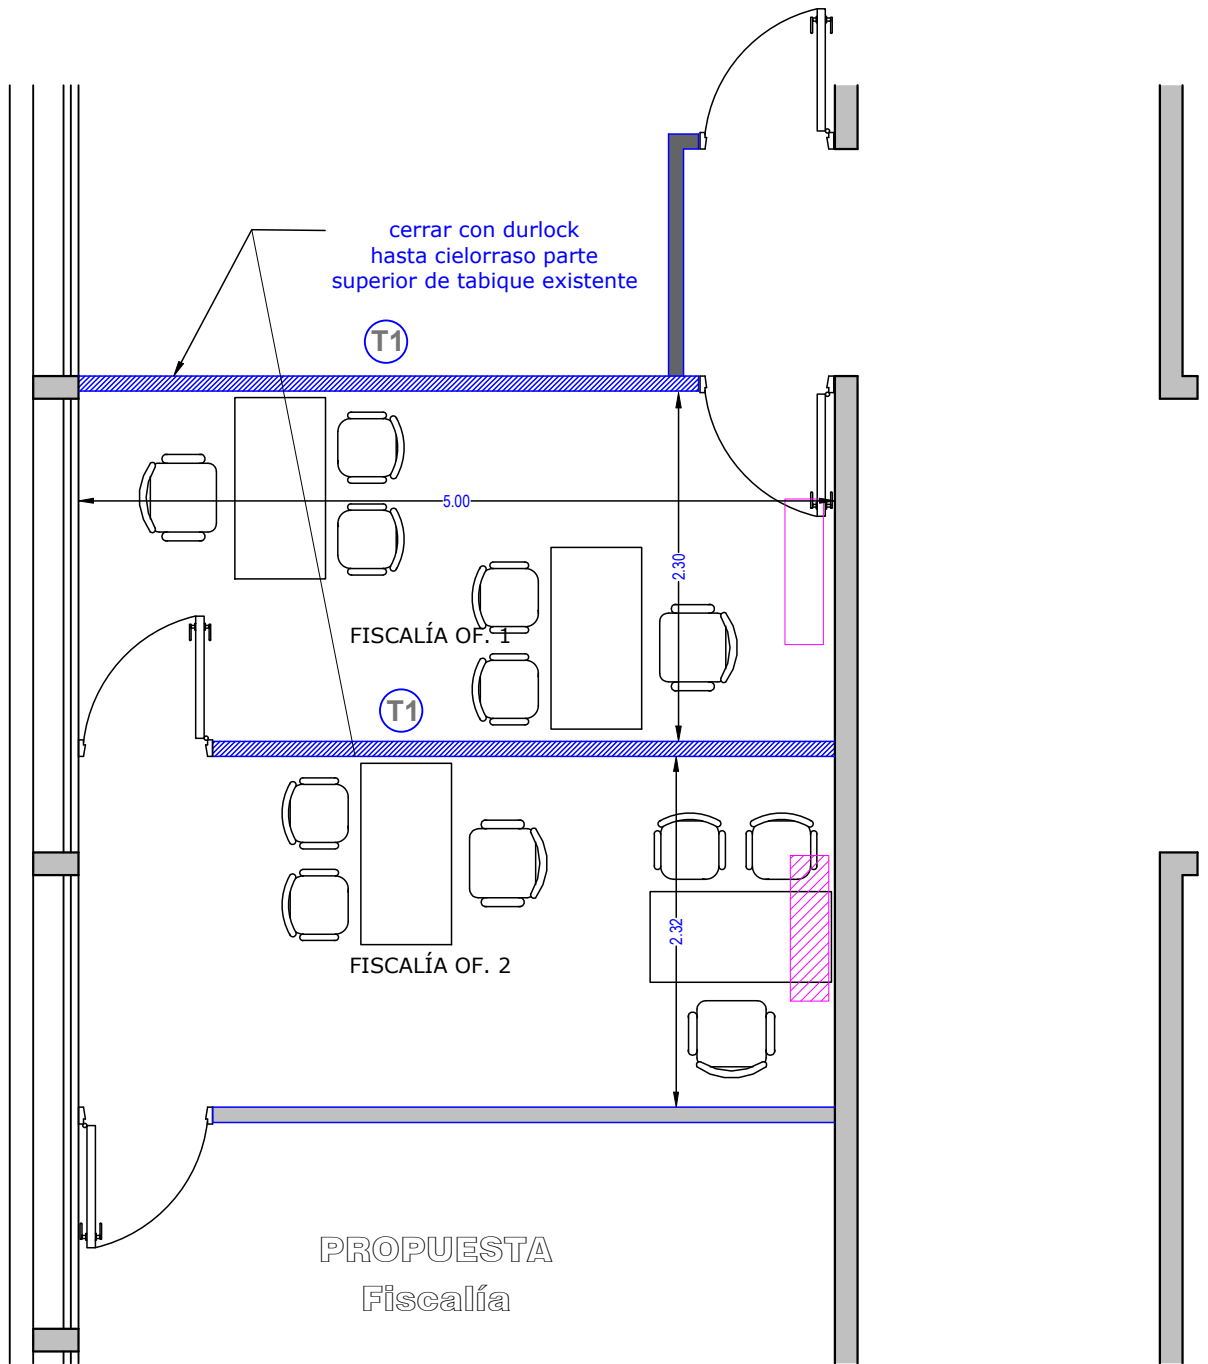 cerrar con durlock
hasta cielorraso parte
superior de tabique existente
T1
5.00
2.30
FISCALÍA OF. 1
T1
2.32
FISCALÍA OF. 2
PROPUESTA
Fiscalía